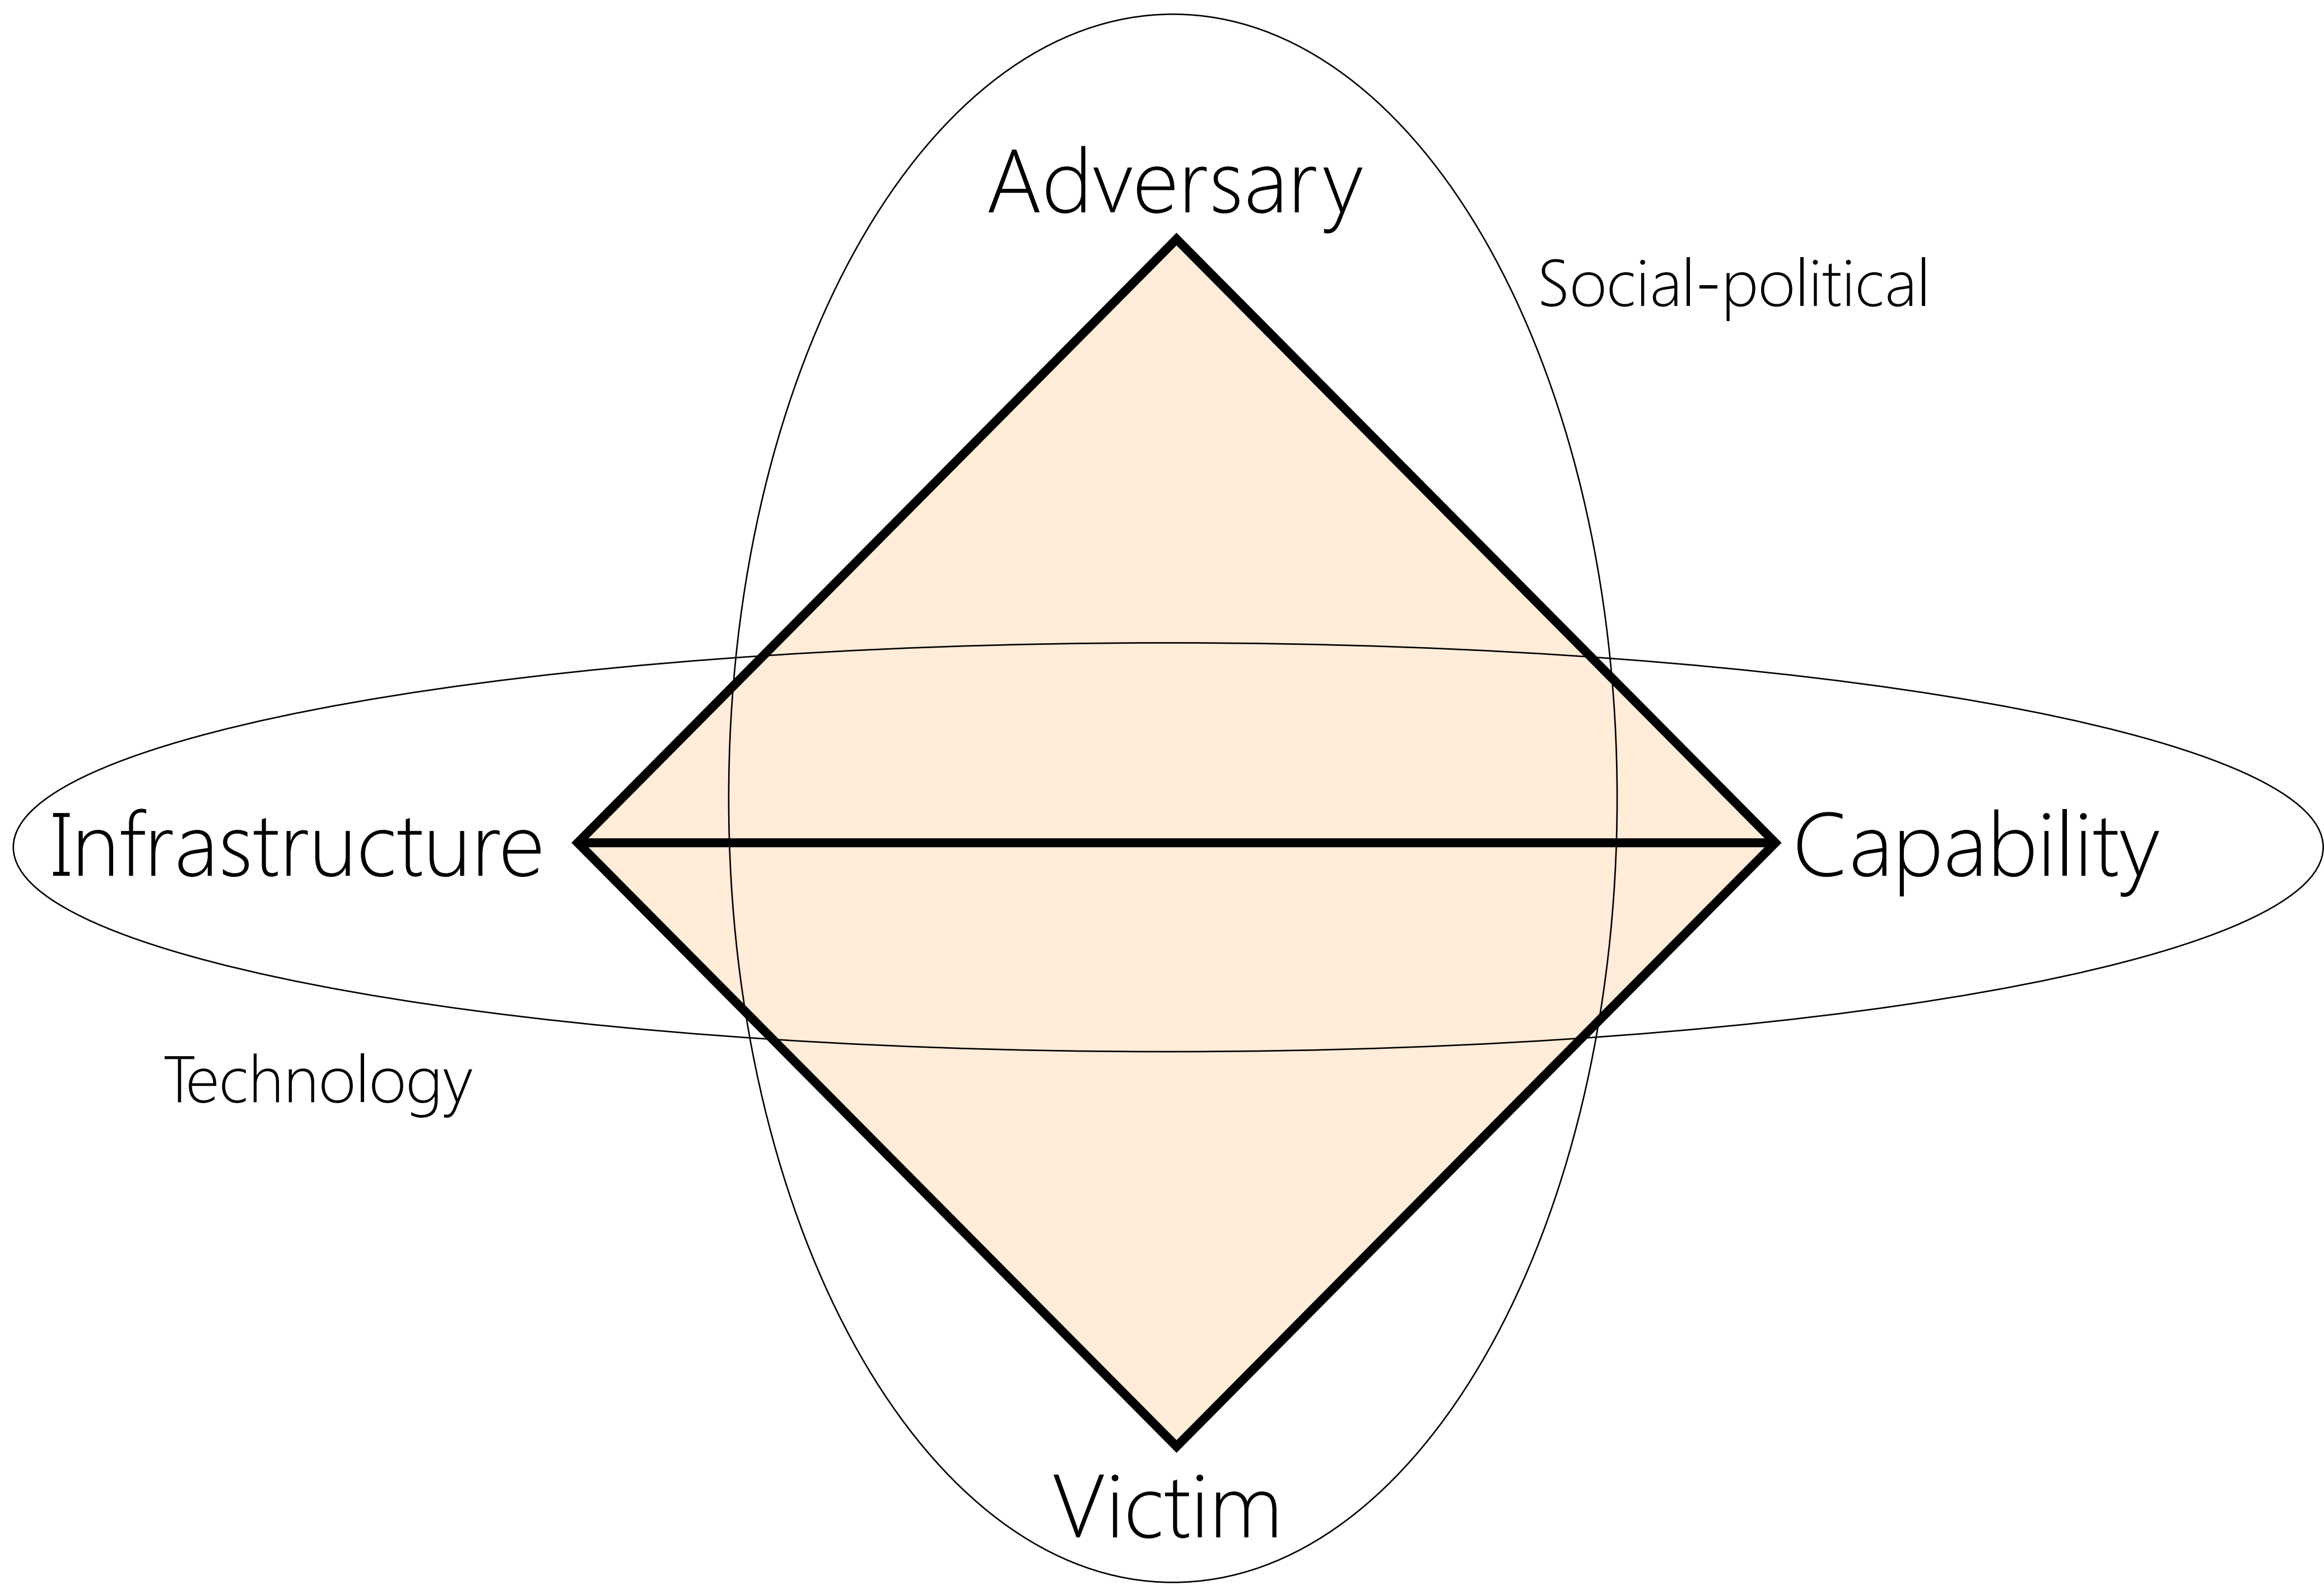 Adversary
Social-political
Infrastructure
Capability
Technology
Victim